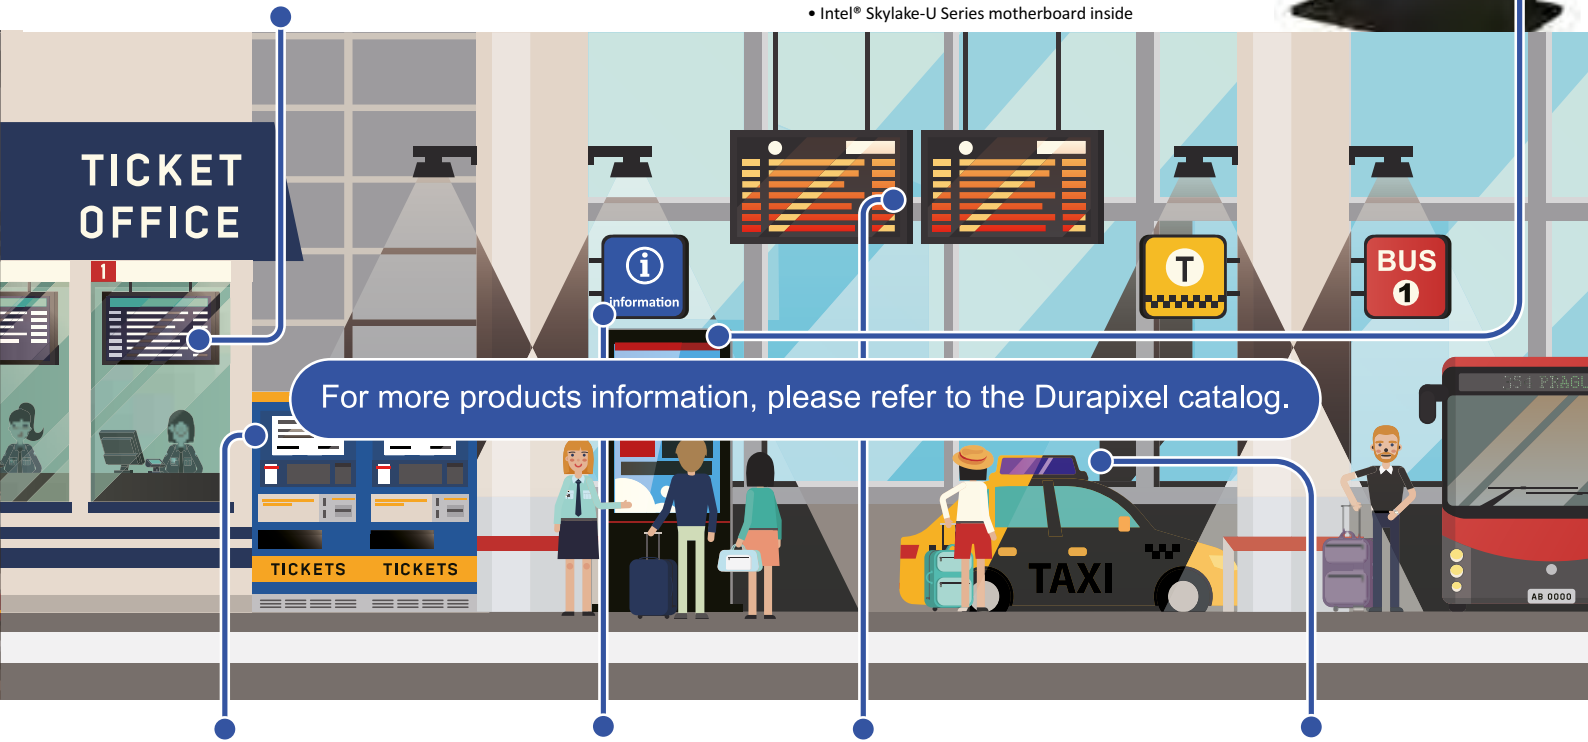 • Intel® Skylake-U Series motherboard inside
TICKET
OFFICE
1
i
information
T
BUS
1
For more products information, please refer to the Durapixel catalog.
TICKETS
TICKETS
TAXI
AB 0000